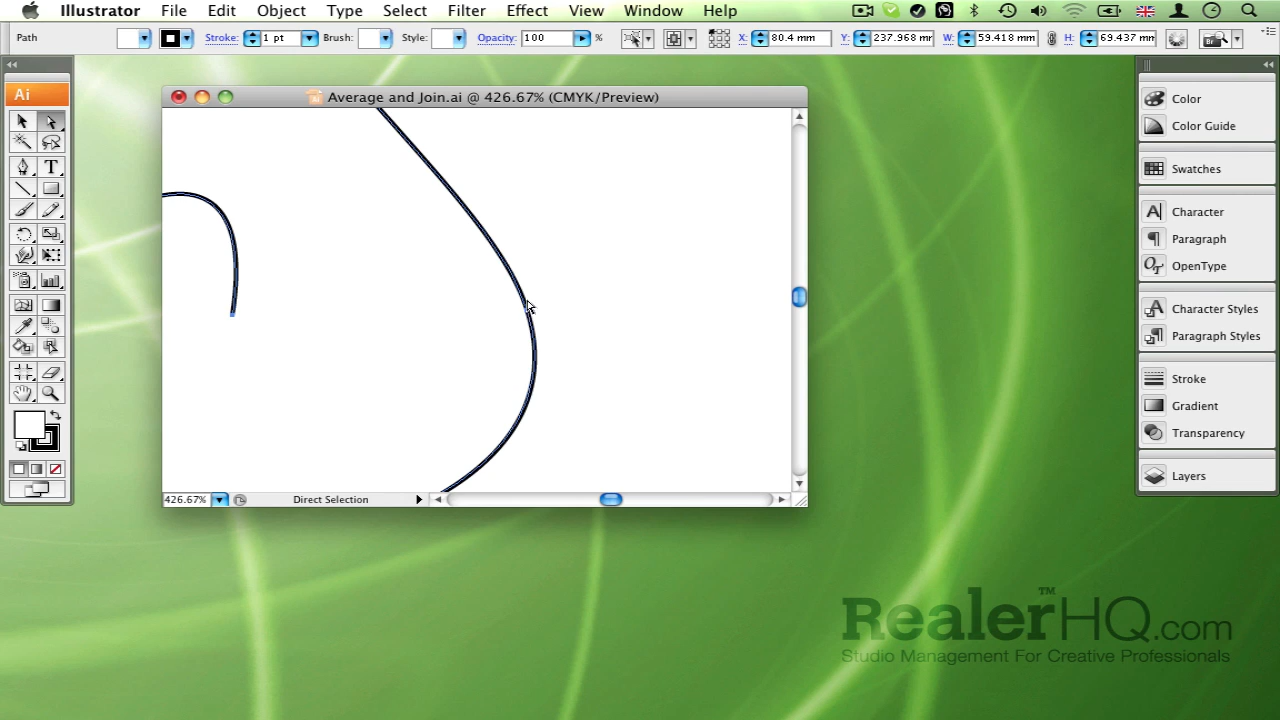 Illustrator File Edit Object Type Select Filter Effect View Window Help
Path Stroke: 1 pt Brush: Style: Opacity: 100 % X: 80.4 mm Y: 237.968 mm W: 59.418 mm H: 69.437 mm
Ai
Average and Join.ai @ 426.67% (CMYK/Preview)
Color
Color Guide
Swatches
Character
Paragraph
OpenType
Character Styles
Paragraph Styles
Stroke
Gradient
Transparency
Layers
426.67% Direct Selection
RealerHQ.com™
Studio Management For Creative Professionals